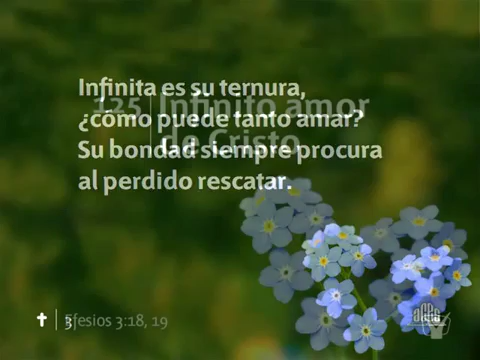 Infinita es su ternura,
¿cómo puede tanto amar?
Su bondad siempre procura
al perdido rescatar.
125 Infinito amor
de Cristo
Efesios 3:18, 19